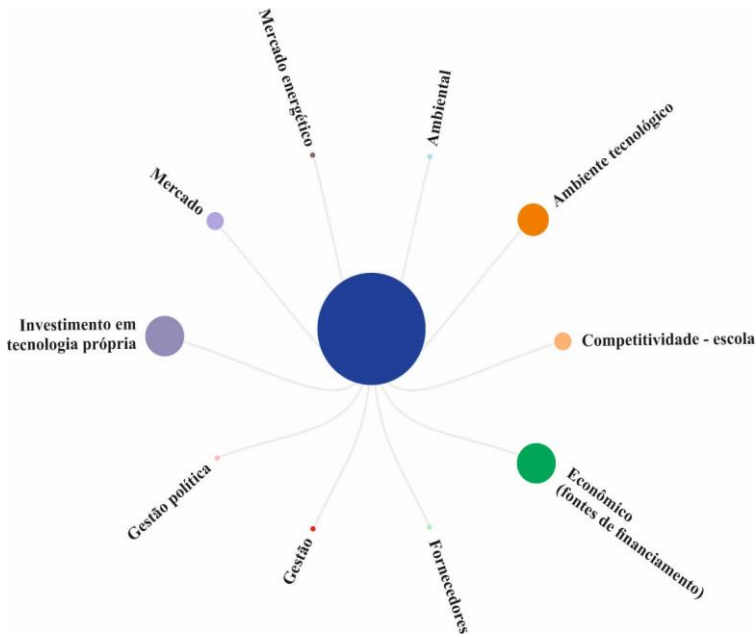 Mercado energético
Ambiental
Ambiente tecnológico
Mercado
Investimento em
tecnologia própria
Competitividade - escola
Econômico
(fontes de financiamento)
Gestão política
Gestão
Fornecedores